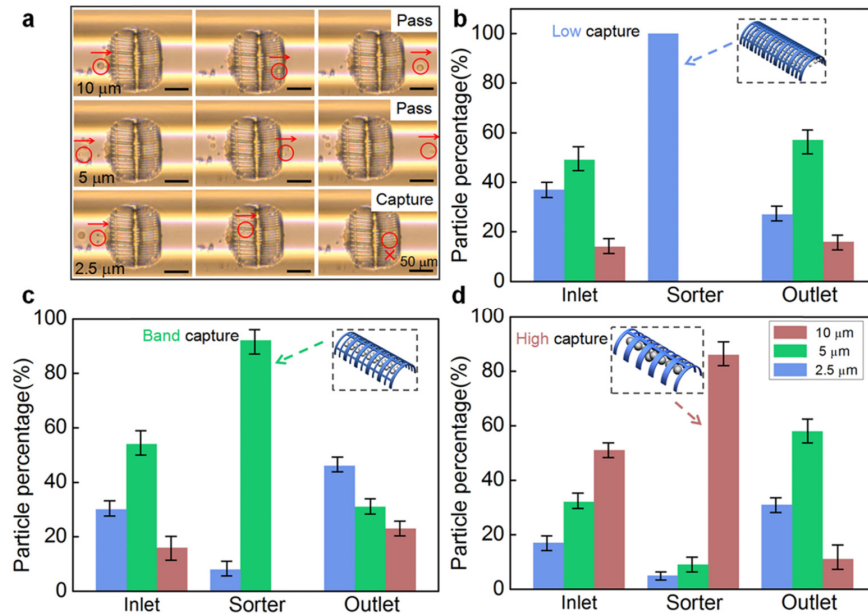 a
Pass
10 μm
Pass
5 μm
Capture
2.5 μm
50 μm
b
Particle percentage(%)
100
80
60
40
20
0
Low capture
Inlet Sorter Outlet
c
Particle percentage(%)
100
80
60
40
20
0
Band capture
Inlet Sorter Outlet
d
Particle percentage(%)
100
80
60
40
20
0
High capture
10 μm
5 μm
2.5 μm
Inlet Sorter Outlet